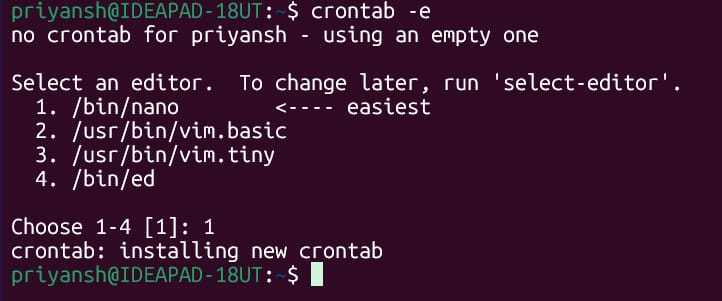 priyansh@IDEAPAD-18UT:~$ crontab -e
no crontab for priyansh - using an empty one

Select an editor.  To change later, run 'select-editor'.
  1. /bin/nano        <---- easiest
  2. /usr/bin/vim.basic
  3. /usr/bin/vim.tiny
  4. /bin/ed

Choose 1-4 [1]: 1
crontab: installing new crontab
priyansh@IDEAPAD-18UT:~$